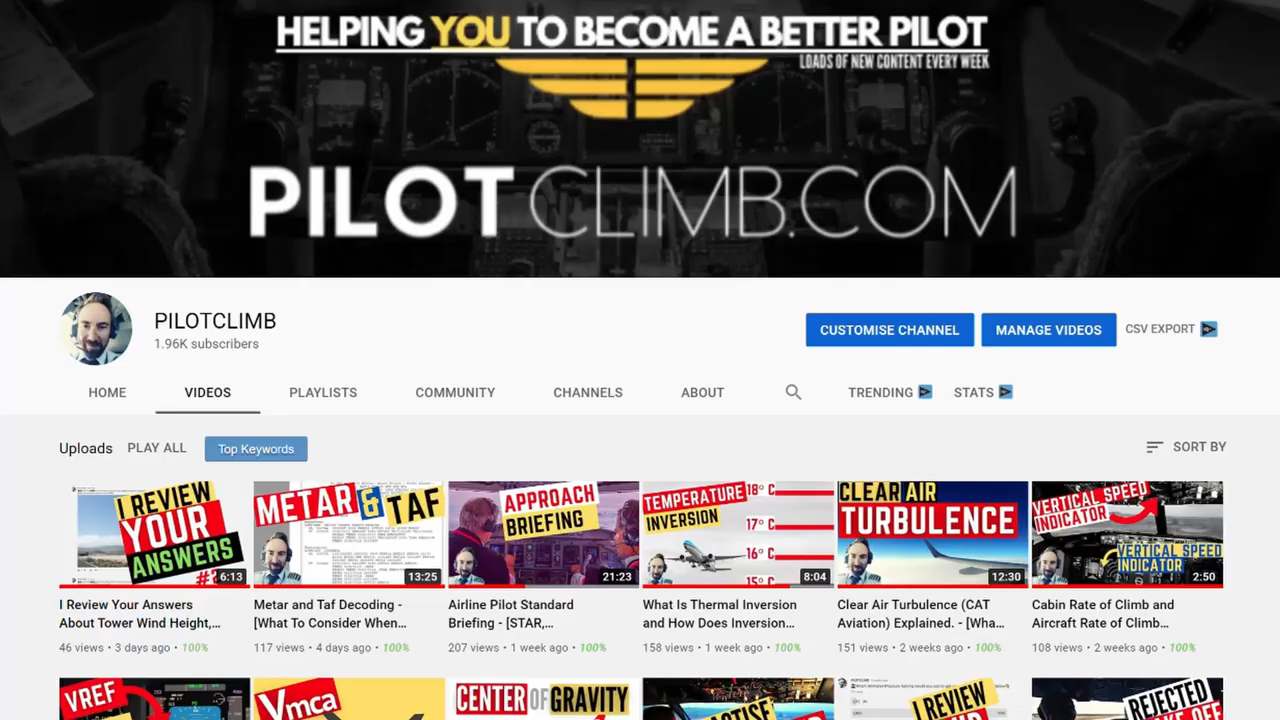 HELPING YOU TO BECOME A BETTER PILOT
LOADS OF NEW CONTENT EVERY WEEK
PILOTCLIMB.COM
PILOTCLIMB
1.96K subscribers
CUSTOMISE CHANNEL
MANAGE VIDEOS
CSV EXPORT
HOME
VIDEOS
PLAYLISTS
COMMUNITY
CHANNELS
ABOUT
TRENDING
STATS
Uploads
PLAY ALL
Top Keywords
SORT BY
I REVIEW
YOUR
ANSWERS
6:13
METAR & TAF
13:25
APPROACH
BRIEFING
21:23
TEMPERATURE
INVERSION
18° C
17° C
16° C
15° C
8:04
CLEAR AIR
TURBULENCE
12:30
VERTICAL SPEED
INDICATOR
VERTICAL SPEED
INDICATOR
2:50
I Review Your Answers
About Tower Wind Height,...
46 views • 3 days ago • 100%
Metar and Taf Decoding -
[What To Consider When...
117 views • 4 days ago • 100%
Airline Pilot Standard
Briefing - [STAR,...
207 views • 1 week ago • 100%
What Is Thermal Inversion
and How Does Inversion...
158 views • 1 week ago • 100%
Clear Air Turbulence (CAT
Aviation) Explained. - [Wha...
151 views • 2 weeks ago • 100%
Cabin Rate of Climb and
Aircraft Rate of Climb...
108 views • 2 weeks ago • 100%
VREF
Vmca
CENTER OF GRAVITY
I REVIEW
REJECTED